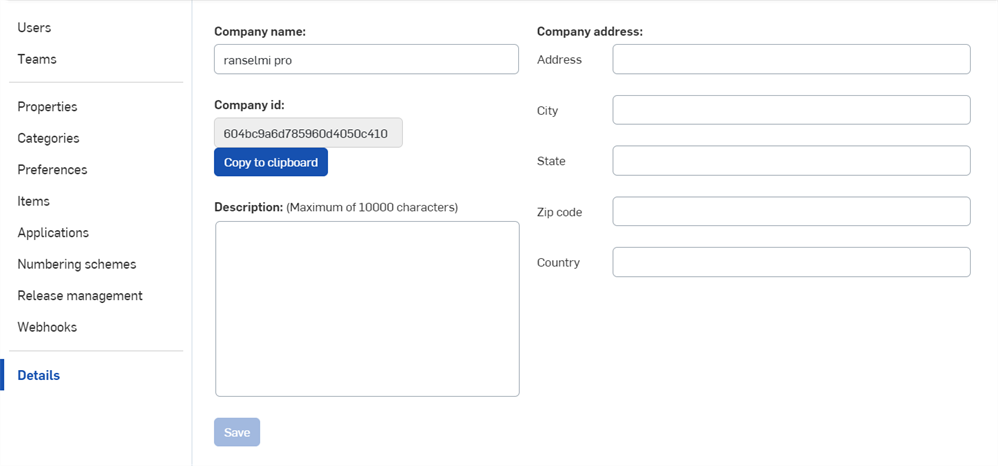 Users
Teams
Properties
Categories
Preferences
Items
Applications
Numbering schemes
Release management
Webhooks
Details
Company name:
ranselmi pro
Company id:
604bc9a6d785960d4050c410
Copy to clipboard
Description: (Maximum of 10000 characters)
Save
Company address:
Address
City
State
Zip code
Country